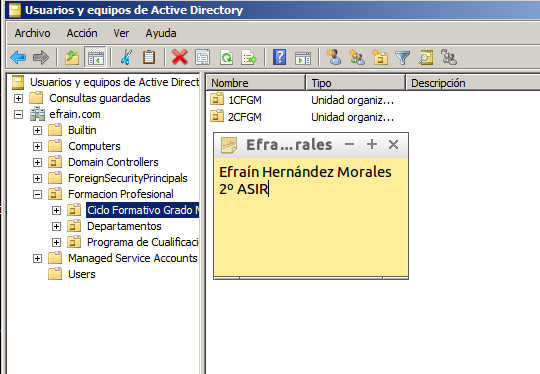 Usuarios y equipos de Active Directory
Archivo Acción Ver Ayuda
Usuarios y equipos de Active Direct
Consultas guardadas
efrain.com
Builtin
Computers
Domain Controllers
ForeignSecurityPrincipals
Formacion Profesional
Ciclo Formativo Grado M
Departamentos
Programa de Cualificació
Managed Service Accounts
Users
Nombre Tipo Descripción
1CFGM Unidad organiz...
2CFGM Unidad organiz...
Efra...rales
Efraín Hernández Morales
2º ASIR